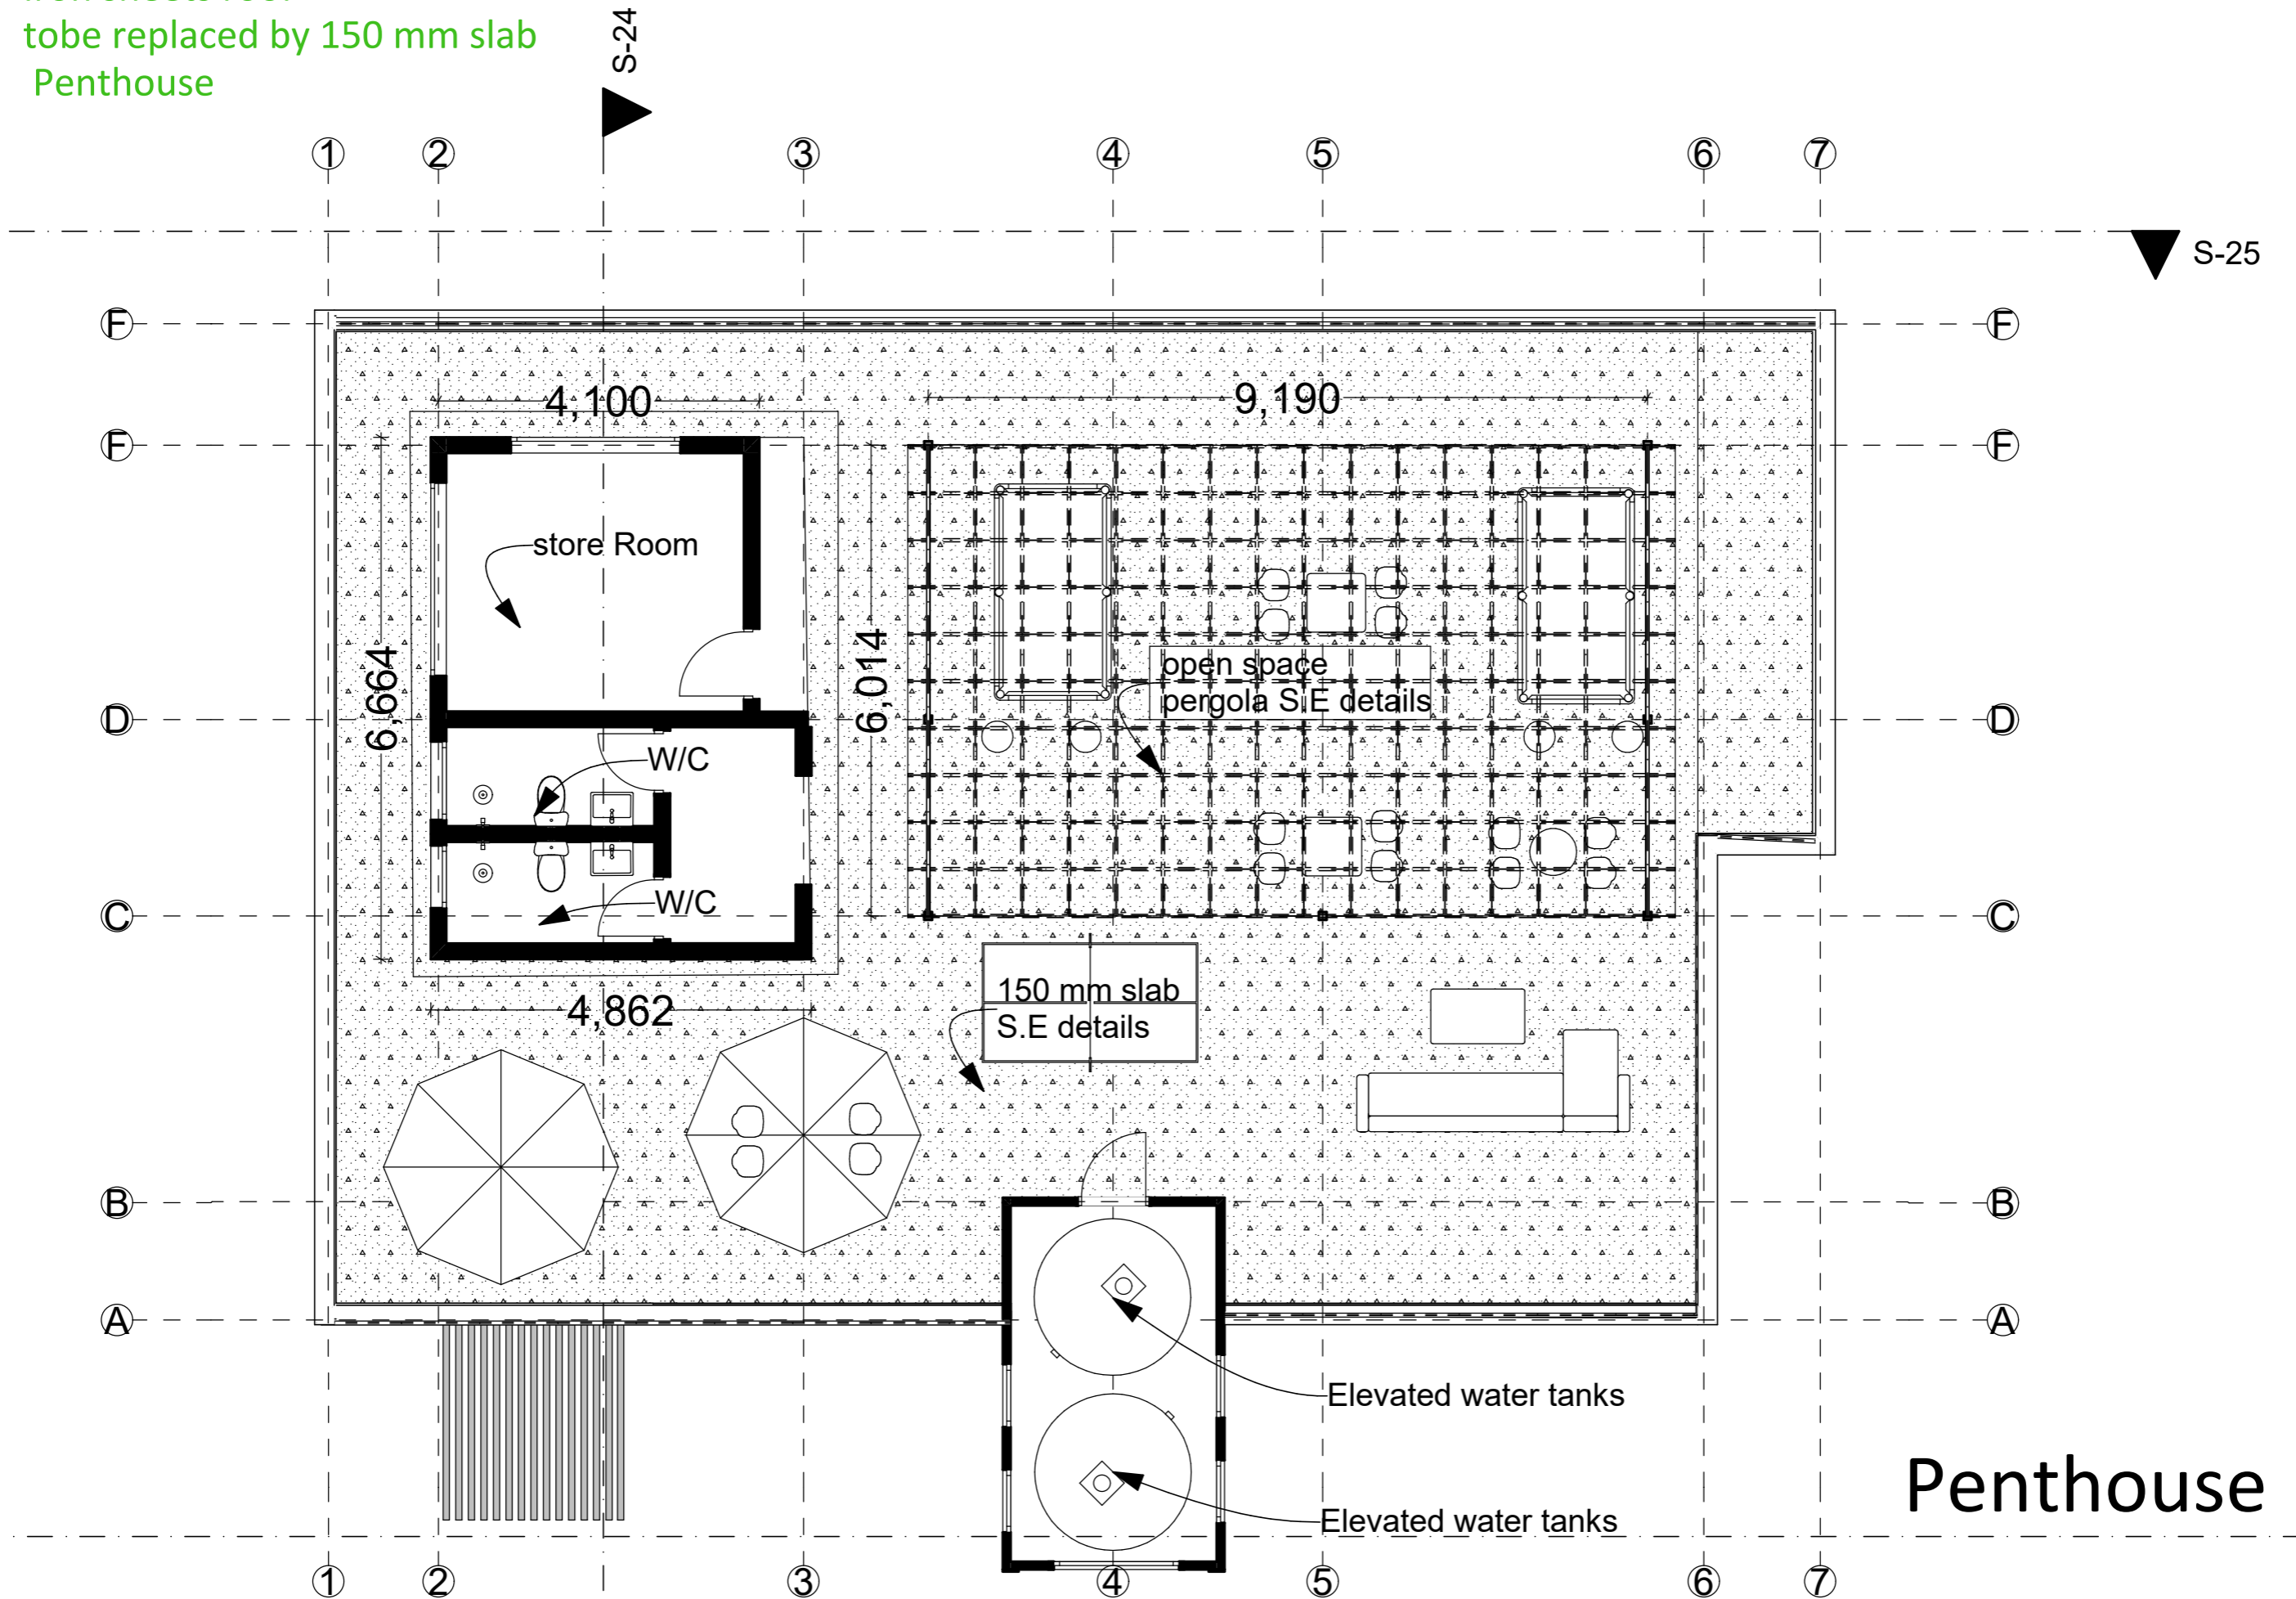 tobe replaced by 150 mm slab
Penthouse
S-24
1 2 3 4 5 6 7
S-25
F F
4,100 9,190
F F
store Room
6,664
6,014
open space
pergola S.E details
D D
W/C
W/C
C C
150 mm slab
S.E details
4,862
B B
A A
Elevated water tanks
Penthouse
Elevated water tanks
1 2 3 4 5 6 7